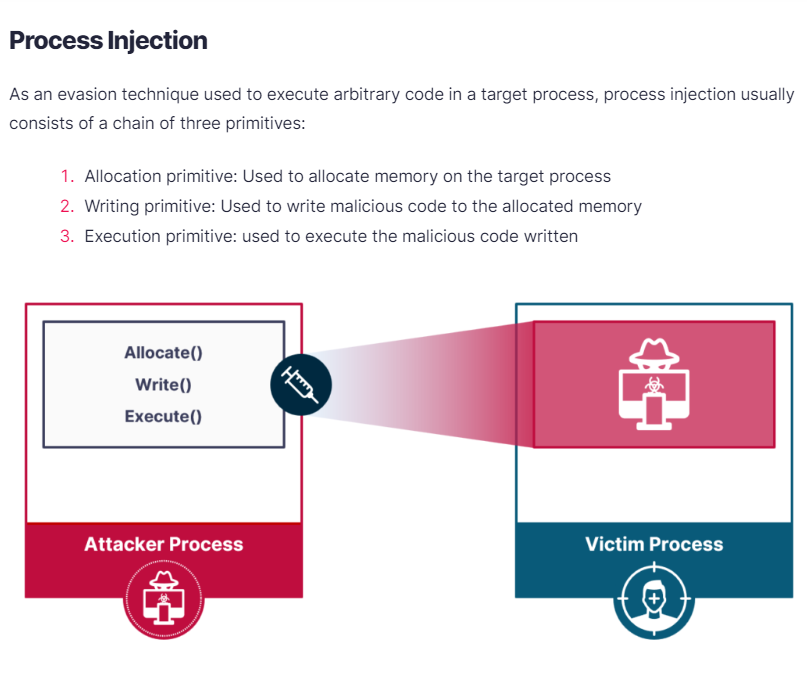 Process Injection
As an evasion technique used to execute arbitrary code in a target process, process injection usually
consists of a chain of three primitives:
1. Allocation primitive: Used to allocate memory on the target process
2. Writing primitive: Used to write malicious code to the allocated memory
3. Execution primitive: used to execute the malicious code written
Allocate()
Write()
Execute()
Attacker Process
Victim Process